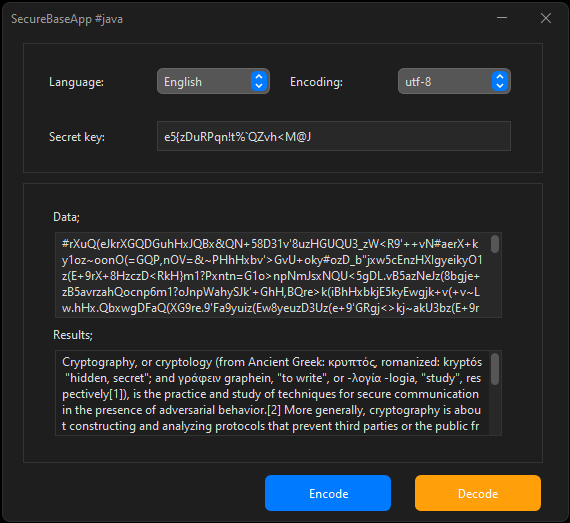 SecureBaseApp #java
Language: English Encoding: utf-8
Secret key: e5{zDuRPqn!t%`QZvh<M@J
Data;
#rXuQ(eJkrXGQDGuhHxJQBx&QN+58D31v'8uzHGUQU3_zW<R9'++vN#aerX+k
y1oz~oonO(=GQP,nOV=&~PHhHxbv'>GvU+oky#ozD_b"jxw5cEnzHXlgyeikyO1
z(E+9rX+8HzczD<RkH}m1?Pxntn=G1o>npNmJsxNQU<5gDL.vB5azNeJz(8bgje+
zB5avrzahQocnp6m1?oJnpWahySJk'+GhH,BQre>k(iBhHxbkjE5kyEwgjk+v(+v~L
w.hHx.QbxwgDFaQ(XG9re.9'Fa9yuiz(Ew8yeuzD3Uz(e+9'GRgj<>kj~akU3bz(E+9r
Results;
Cryptography, or cryptology (from Ancient Greek: κρυπτός, romanized: kryptós
"hidden, secret"; and γράφειν graphein, "to write", or -λογία -logia, "study", res
pectively[1]), is the practice and study of techniques for secure communication
in the presence of adversarial behavior.[2] More generally, cryptography is abou
t constructing and analyzing protocols that prevent third parties or the public fr
Encode Decode